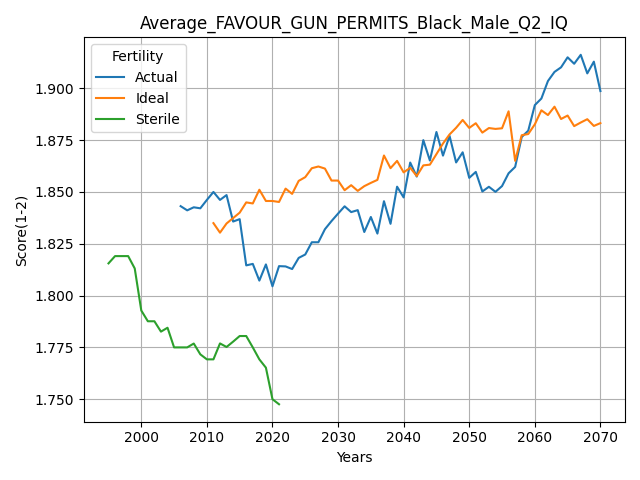 Average_FAVOUR_GUN_PERMITS_Black_Male_Q2_IQ
Fertility
Actual
Ideal
Sterile
Score(1-2)
1.900
1.875
1.850
1.825
1.800
1.775
1.750
2000 2010 2020 2030 2040 2050 2060 2070
Years